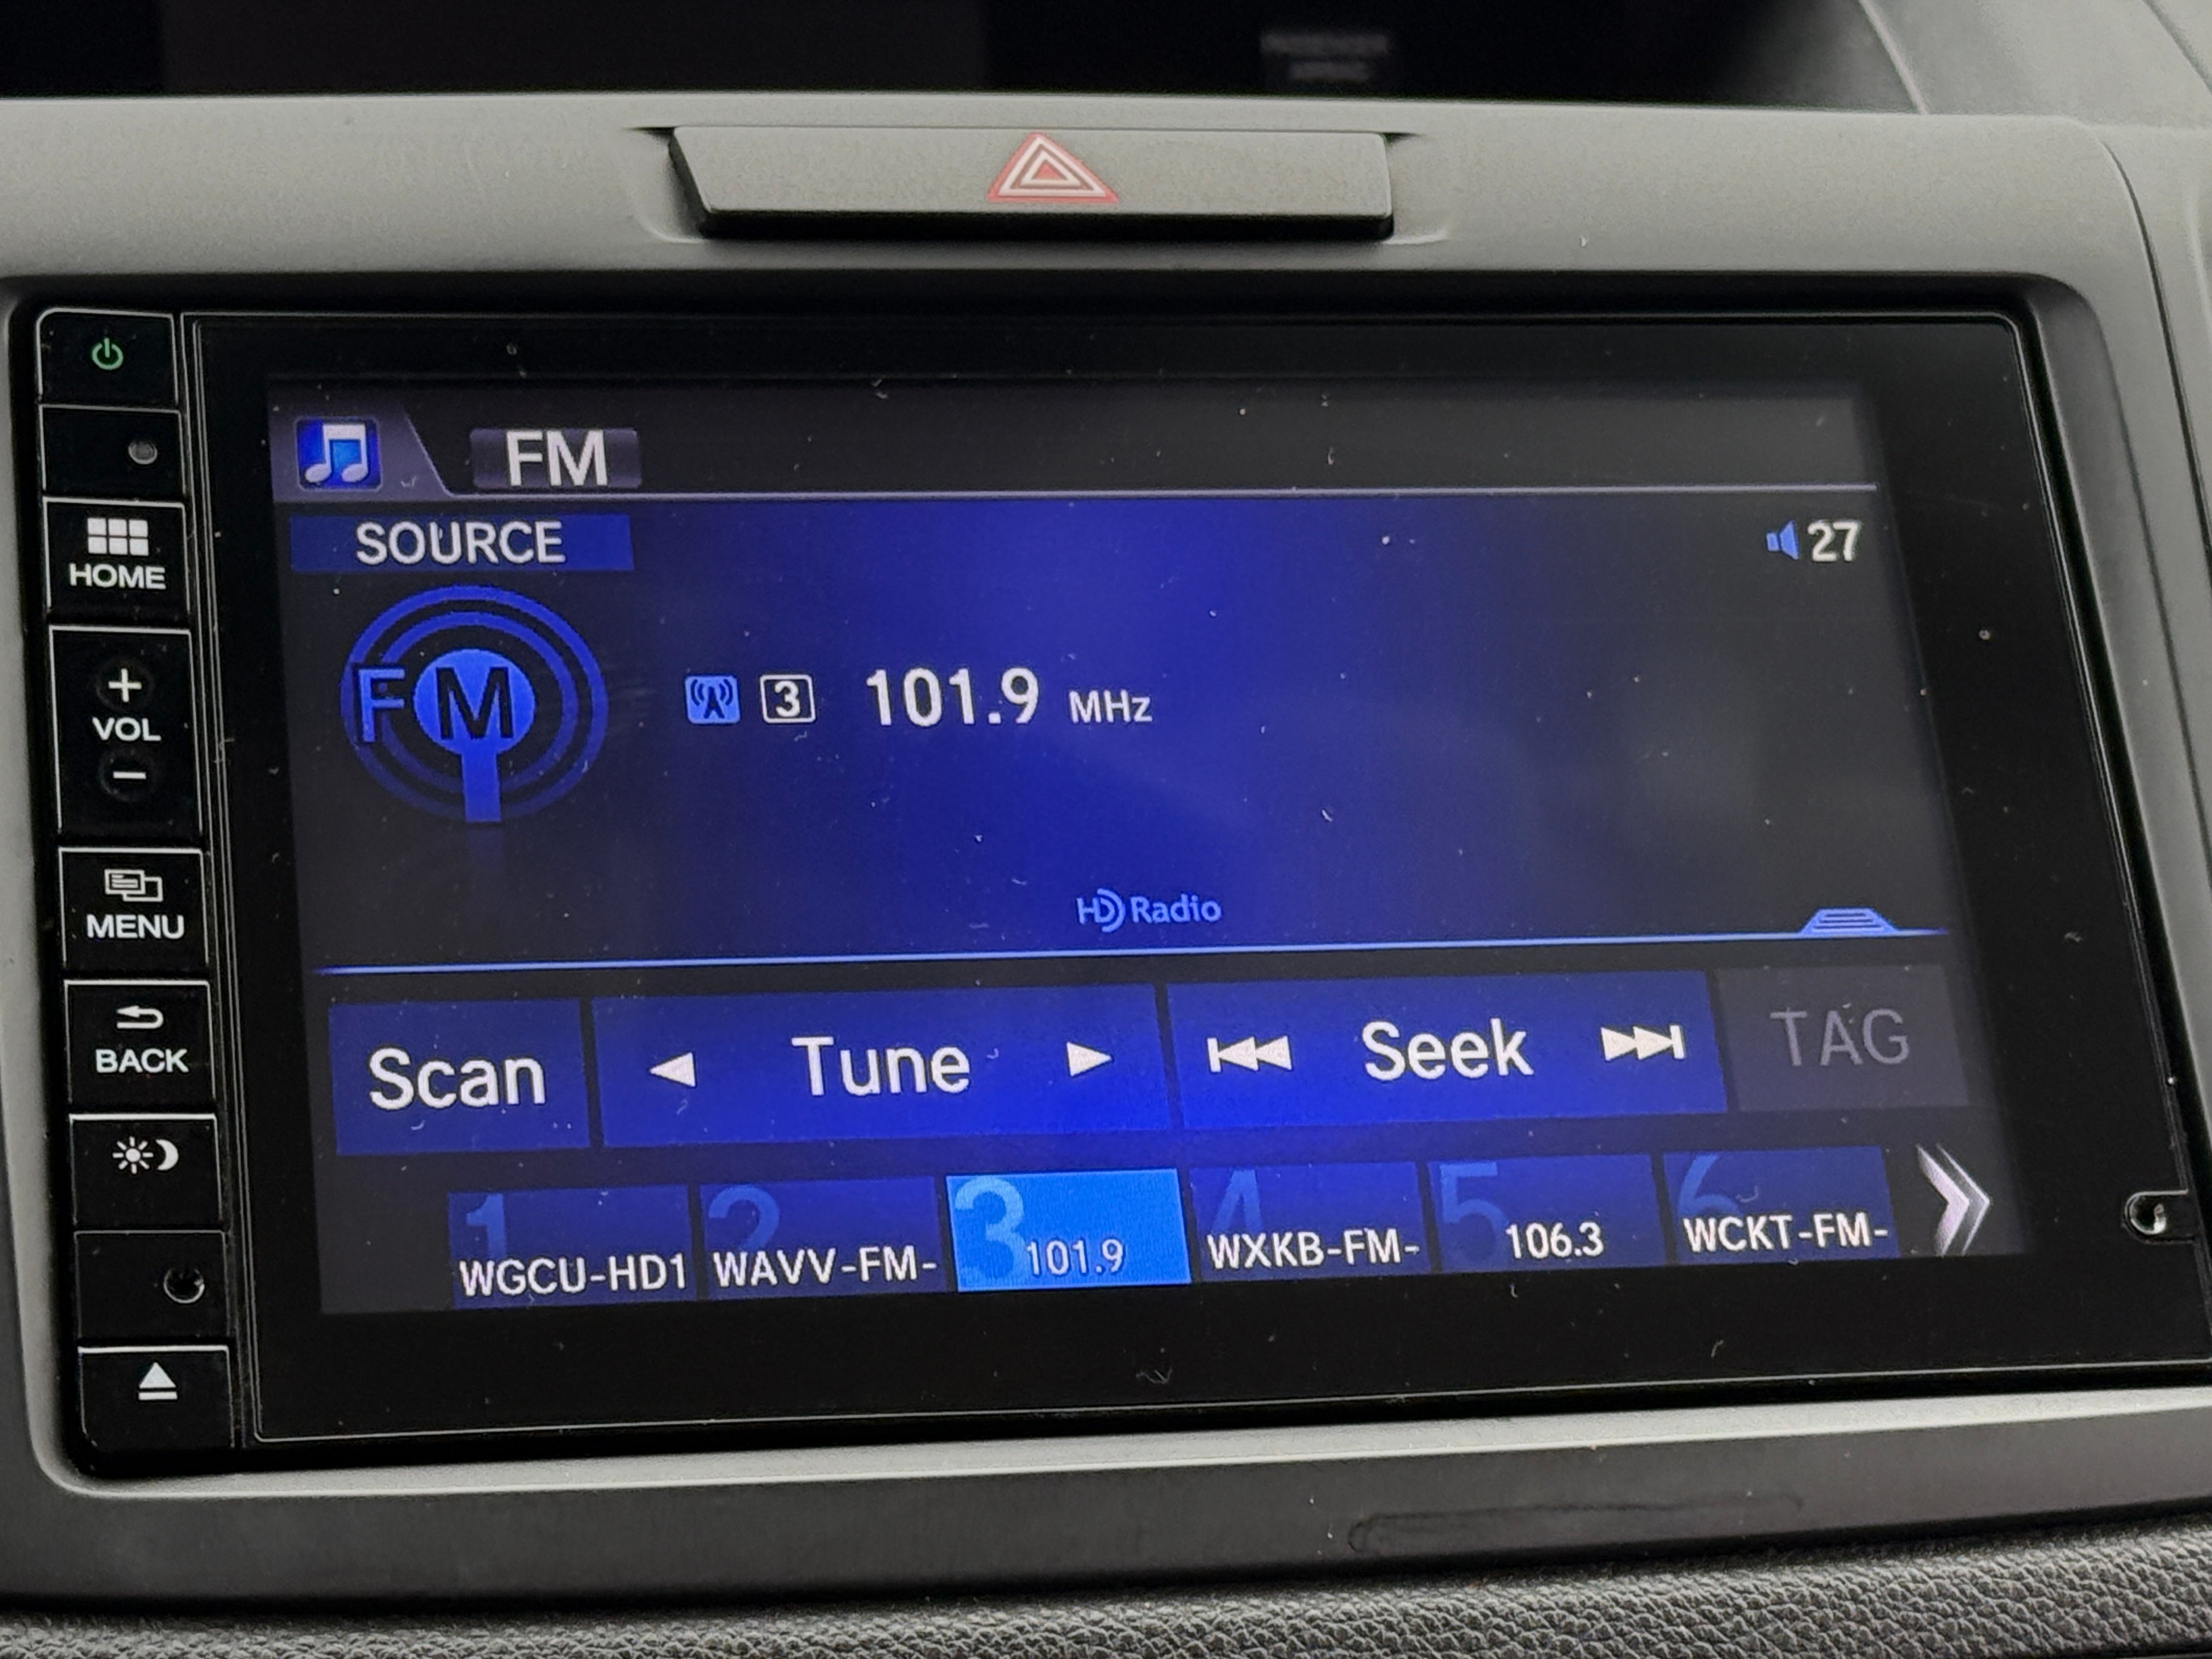 FM
SOURCE
27
FM
3 101.9 MHz
HD Radio
Scan
Tune
Seek
TAG
1 WGCU-HD1
2 WAVV-FM-
3 101.9
4 WXKB-FM-
5 106.3
6 WCKT-FM-
HOME
+
VOL
-
MENU
BACK